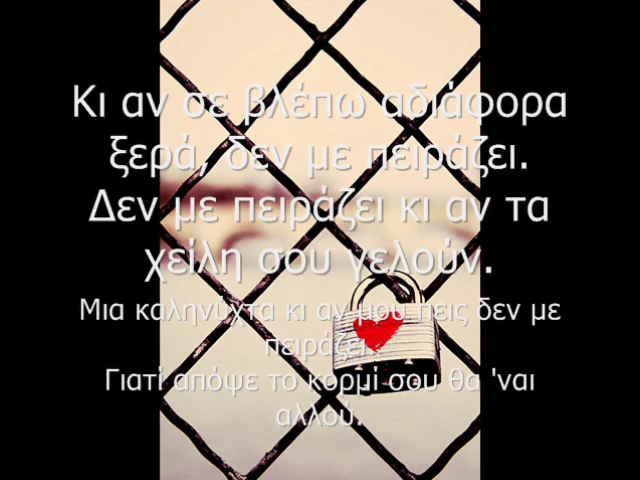 Κι αν σε βλέπω αδιάφορα
ξερά, δεν με πειράζει.
Δεν με πειράζει κι αν τα
χείλη σου γελούν.
Μια καληνύχτα κι αν μου πεις δεν με
πειράζει.
Γιατί απόψε το κορμί σου θα 'ναι
αλλού.